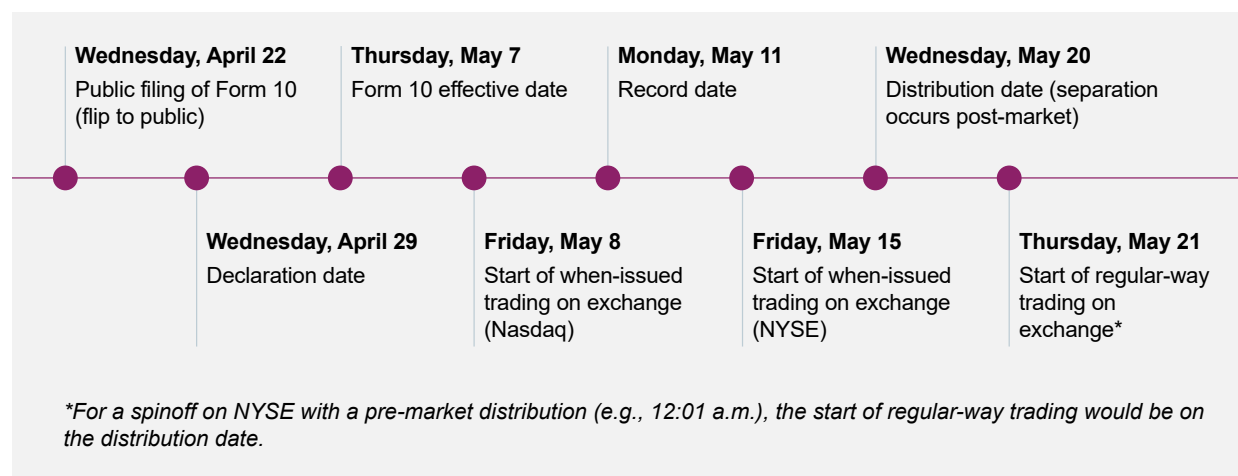 Wednesday, April 22
Public filing of Form 10
(flip to public)
Thursday, May 7
Form 10 effective date
Monday, May 11
Record date
Wednesday, May 20
Distribution date (separation
occurs post-market)
Wednesday, April 29
Declaration date
Friday, May 8
Start of when-issued
trading on exchange
(Nasdaq)
Friday, May 15
Start of when-issued
trading on exchange
(NYSE)
Thursday, May 21
Start of regular-way
trading on
exchange*
*For a spinoff on NYSE with a pre-market distribution (e.g., 12:01 a.m.), the start of regular-way trading would be on
the distribution date.